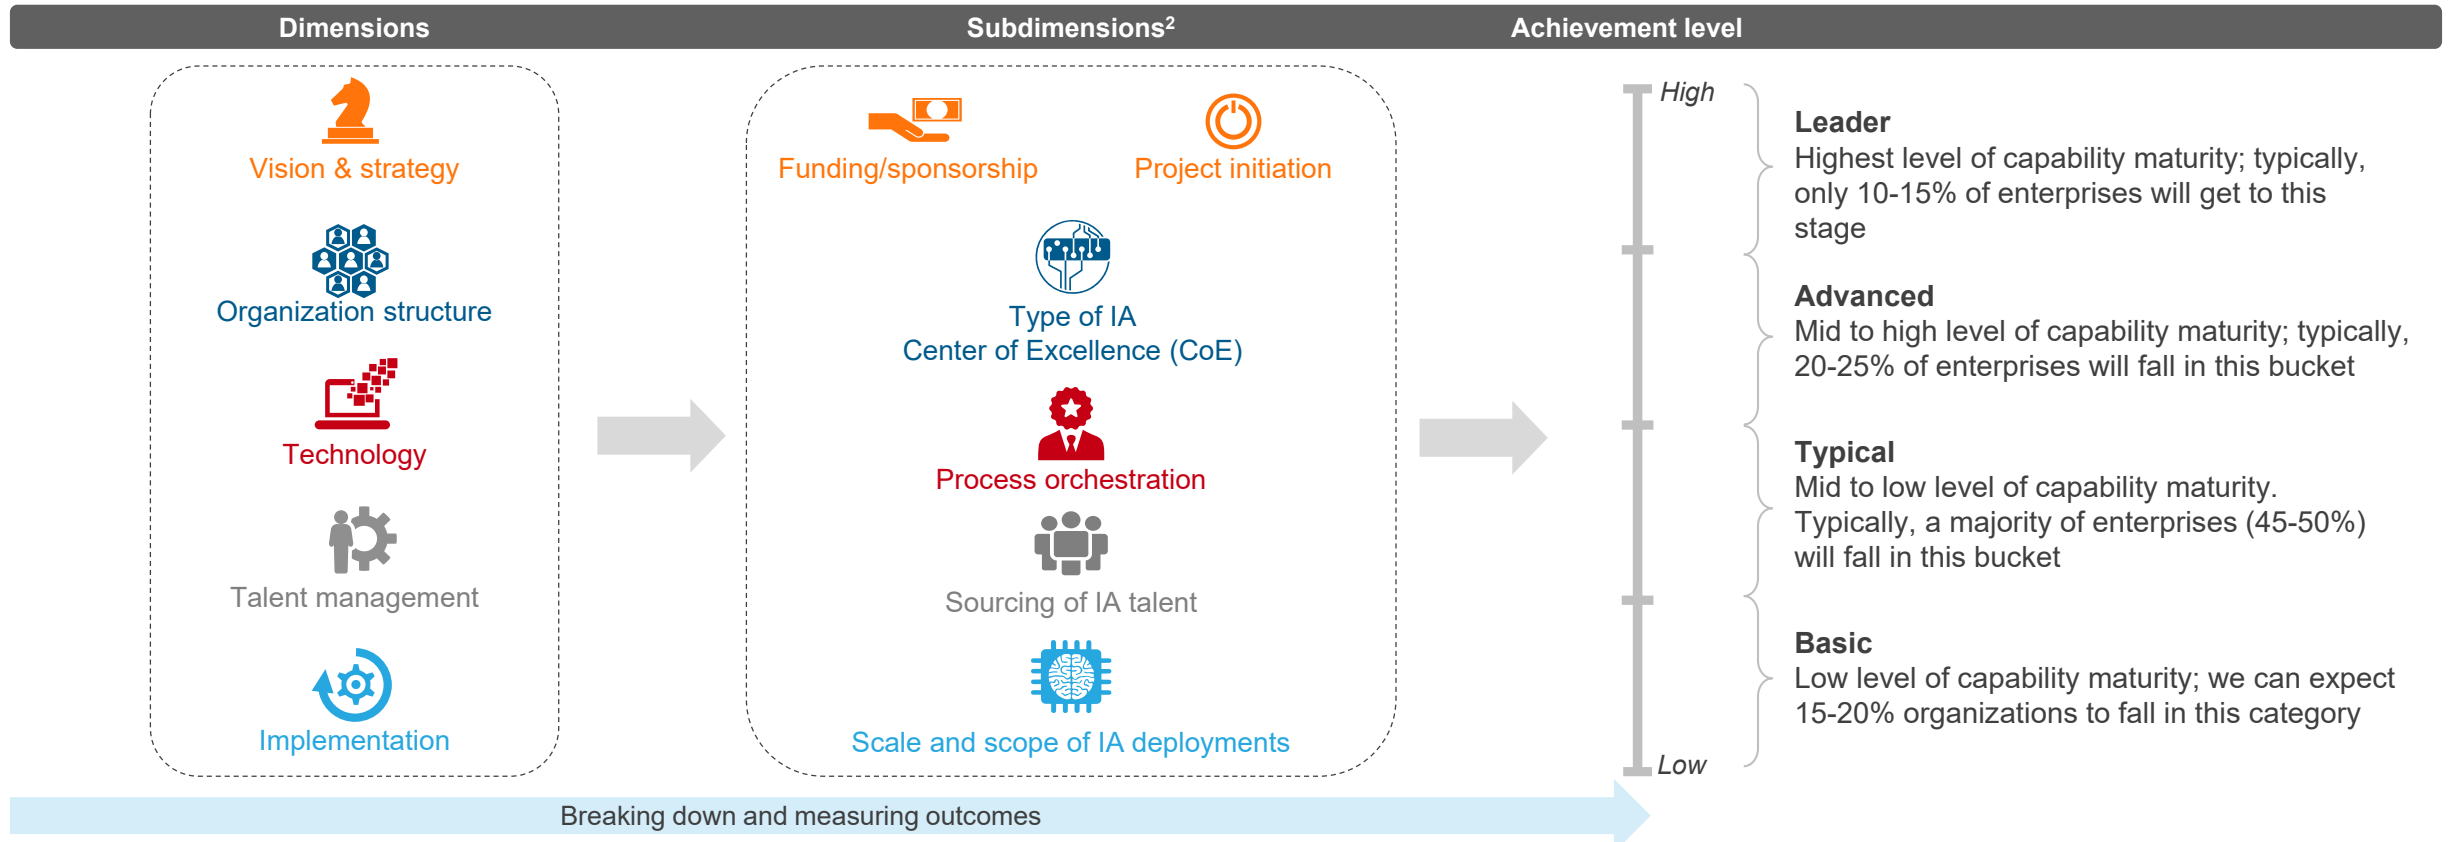 Dimensions
Subdimensions²
Achievement level
Vision & strategy
Organization structure
Technology
Talent management
Implementation
Funding/sponsorship
Project initiation
Type of IA
Center of Excellence (CoE)
Process orchestration
Sourcing of IA talent
Scale and scope of IA deployments
High
Low
Leader
Highest level of capability maturity; typically,
only 10-15% of enterprises will get to this
stage
Advanced
Mid to high level of capability maturity; typically,
20-25% of enterprises will fall in this bucket
Typical
Mid to low level of capability maturity.
Typically, a majority of enterprises (45-50%)
will fall in this bucket
Basic
Low level of capability maturity; we can expect
15-20% organizations to fall in this category
Breaking down and measuring outcomes